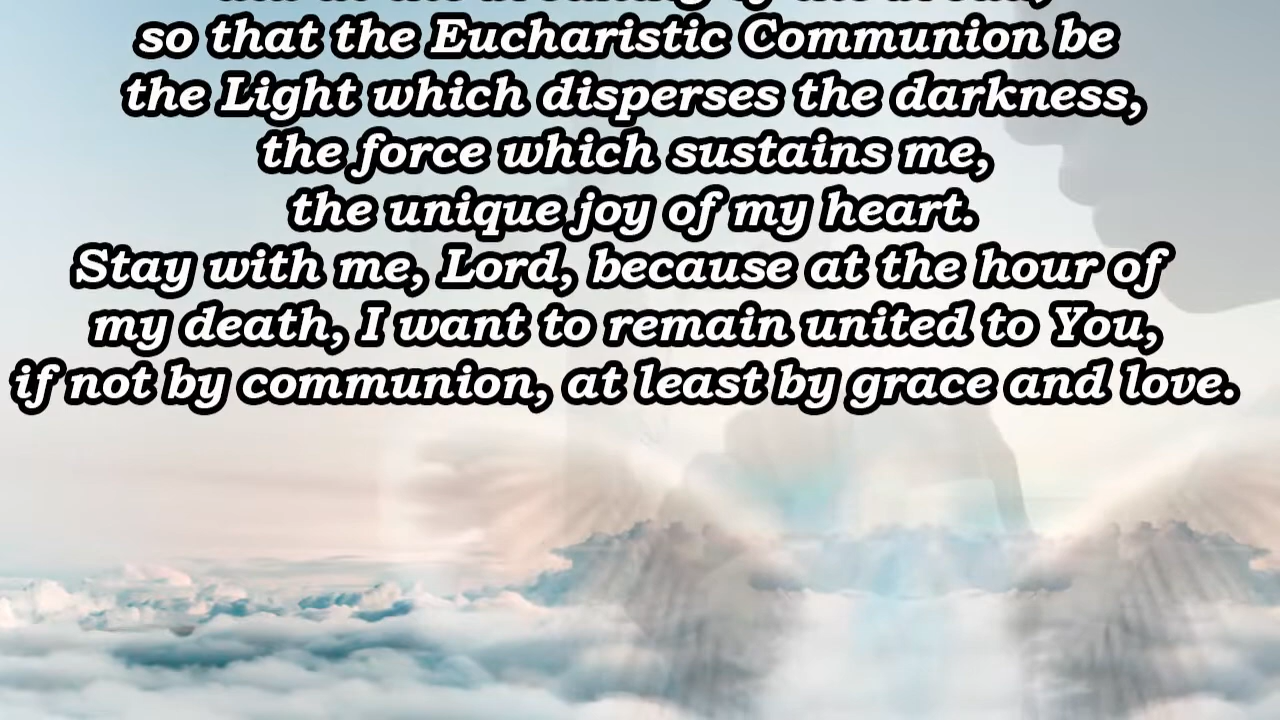 so that the Eucharistic Communion be
the Light which disperses the darkness,
the force which sustains me,
the unique joy of my heart.
Stay with me, Lord, because at the hour of
my death, I want to remain united to You,
if not by communion, at least by grace and love.